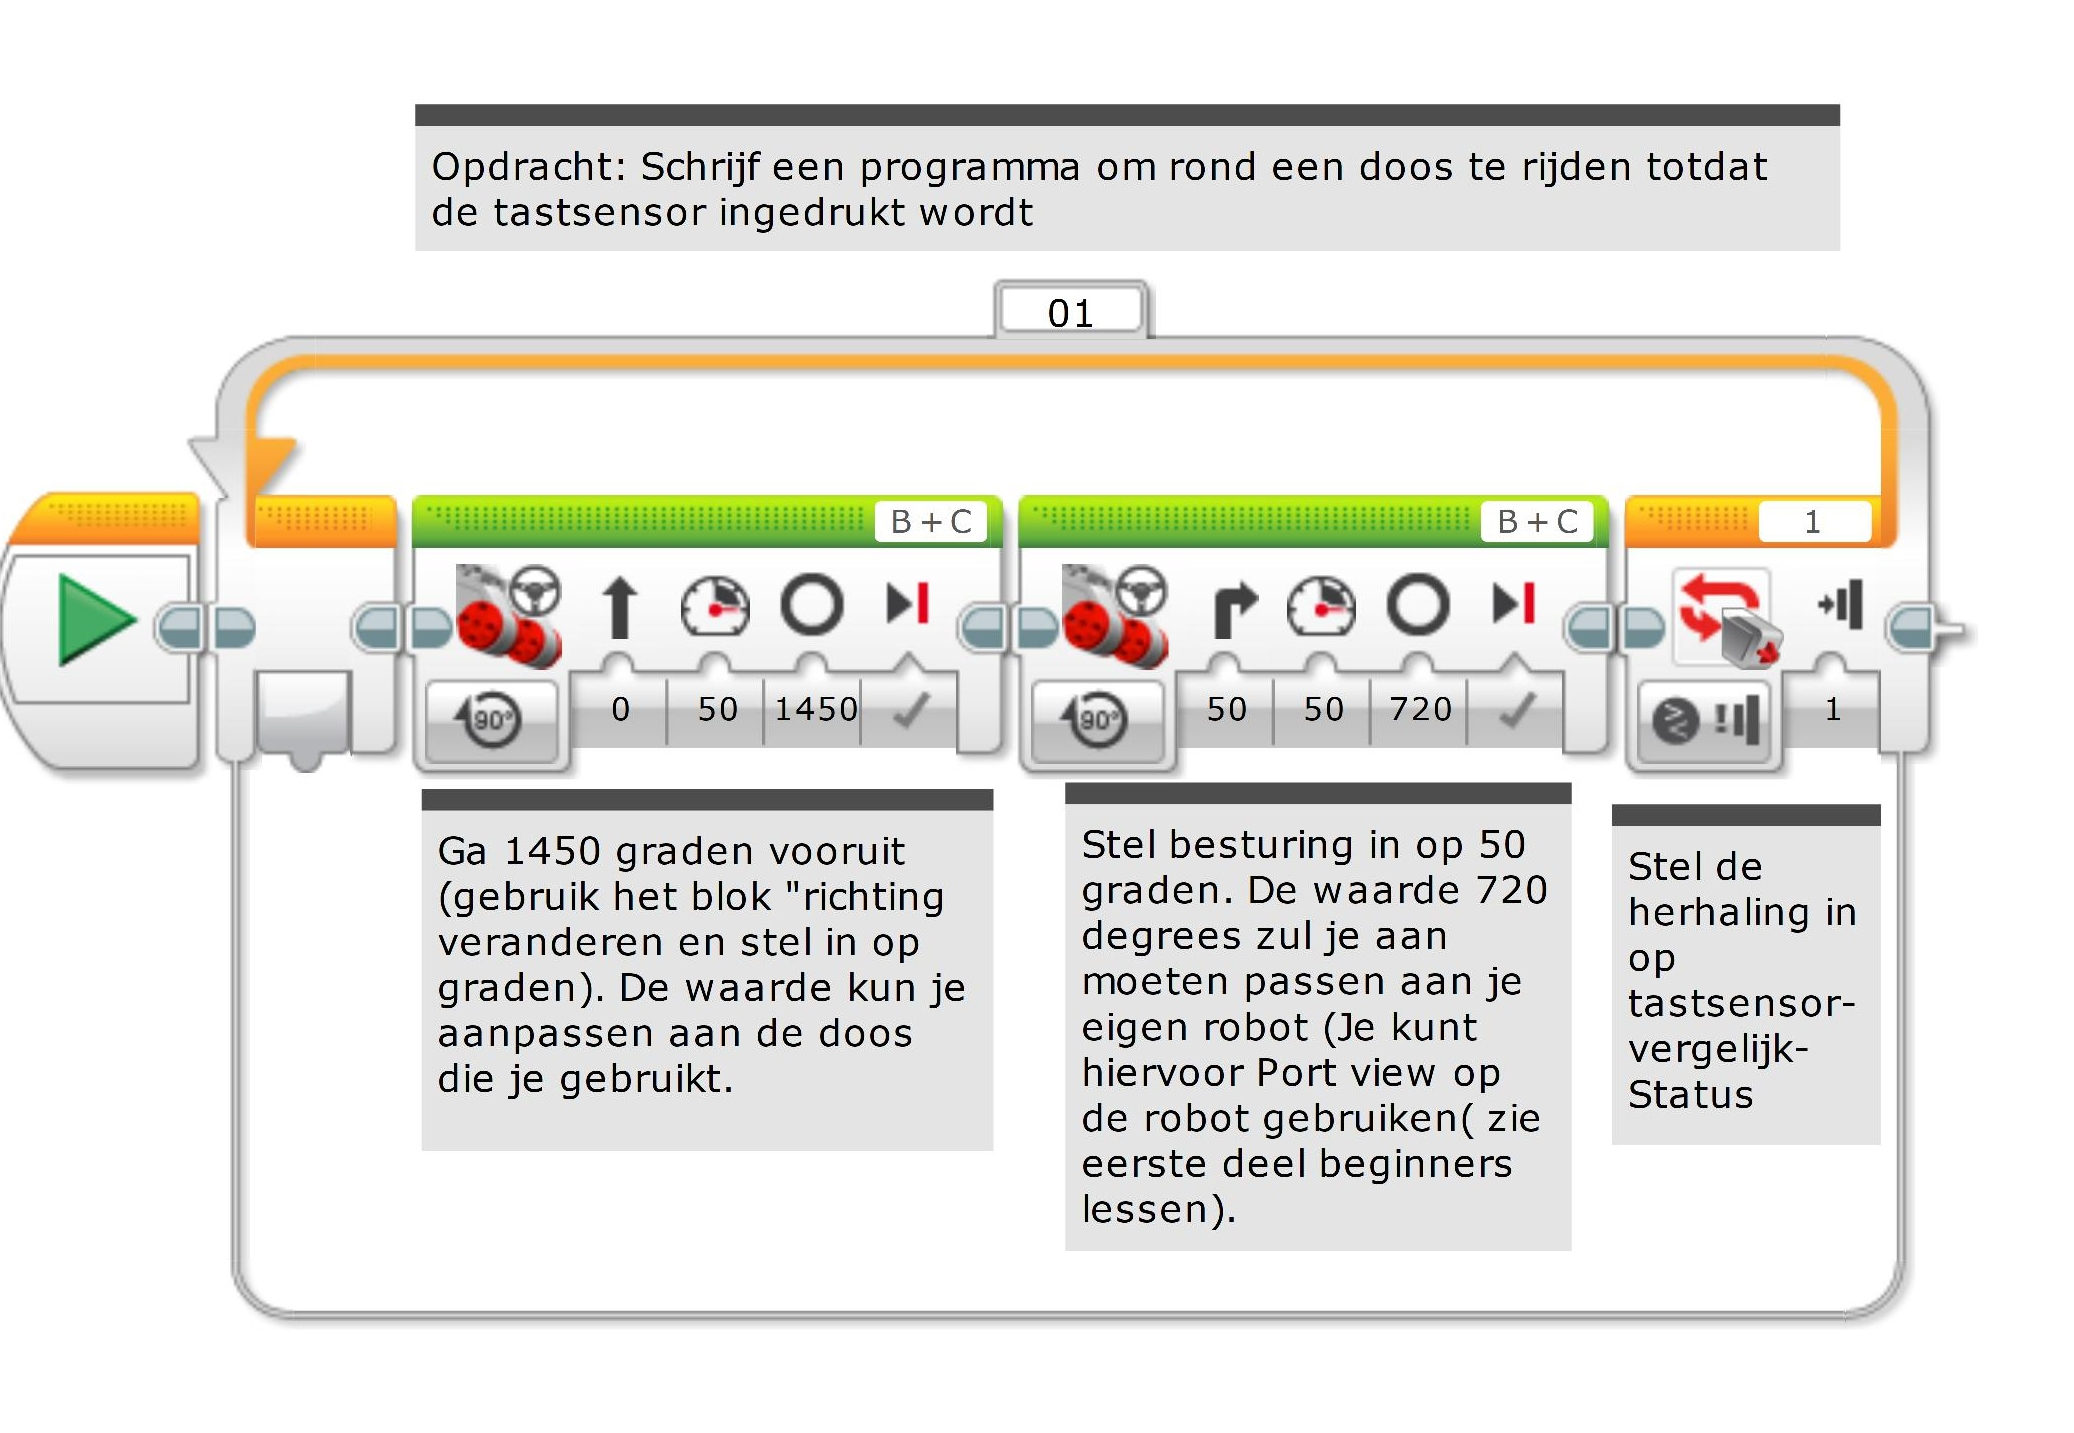 Opdracht: Schrijf een programma om rond een doos te rijden totdat
de tastsensor ingedrukt wordt
01
B + C
B + C
1
90°
0
50
1450
90°
50
50
720
1
Ga 1450 graden vooruit
(gebruik het blok "richting
veranderen en stel in op
graden). De waarde kun je
aanpassen aan de doos
die je gebruikt.
Stel besturing in op 50
graden. De waarde 720
degrees zul je aan
moeten passen aan je
eigen robot (Je kunt
hiervoor Port view op
de robot gebruiken( zie
eerste deel beginners
lessen).
Stel de
herhaling in
op
tastsensor-
vergelijk-
Status